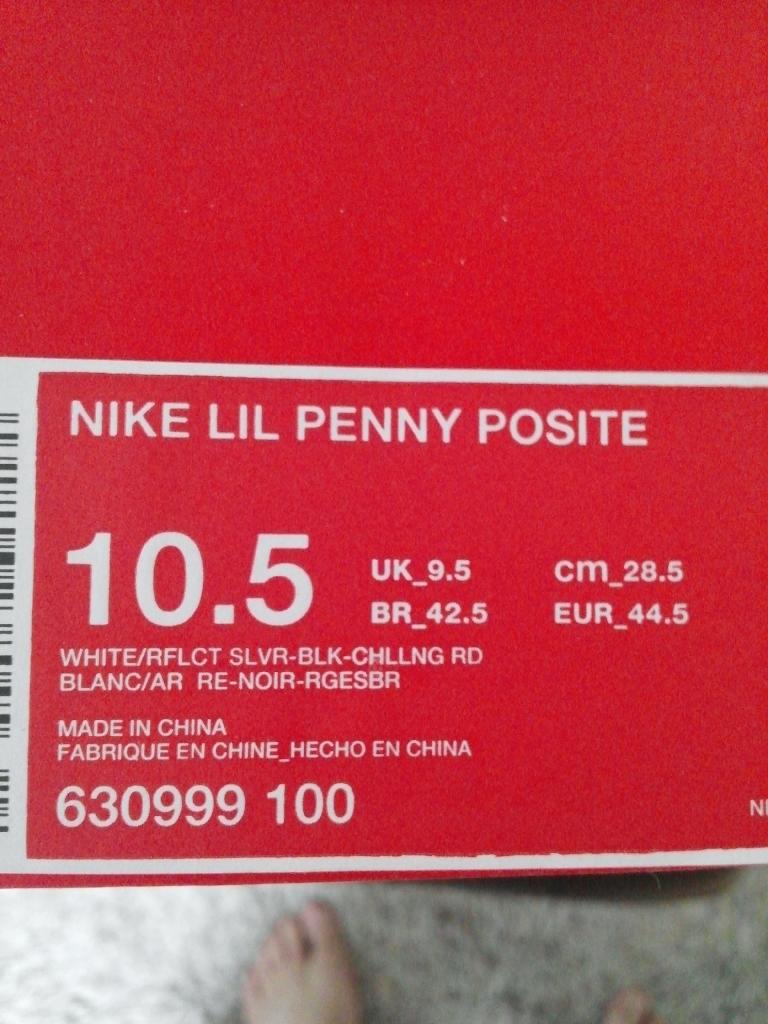 NIKE LIL PENNY POSITE
10.5
UK_9.5 cm_28.5
BR_42.5 EUR_44.5
WHITE/RFLCT SLVR-BLK-CHLLNG RD
BLANC/AR RE-NOIR-RGESBR
MADE IN CHINA
FABRIQUE EN CHINE_HECHO EN CHINA
630999 100